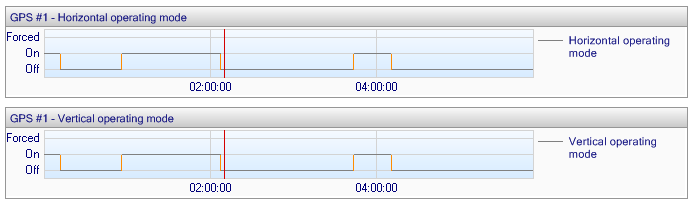 GPS #1 - Horizontal operating mode
Forced
On
Off
02:00:00 04:00:00
Horizontal operating
mode
GPS #1 - Vertical operating mode
Forced
On
Off
02:00:00 04:00:00
Vertical operating
mode